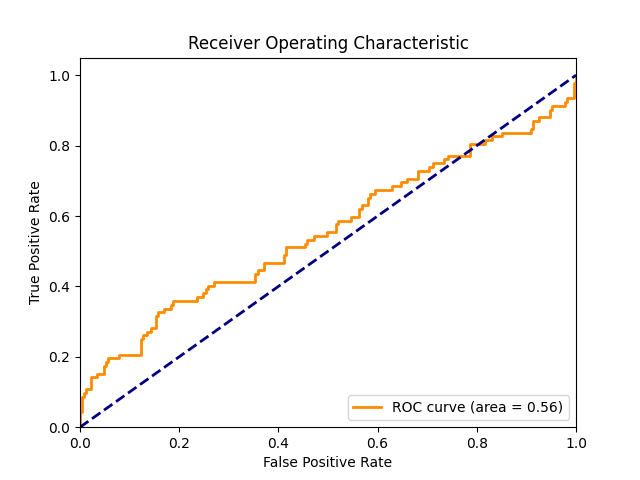 Receiver Operating Characteristic
True Positive Rate
1.0
0.8
0.6
0.4
0.2
0.0
ROC curve (area = 0.56)
0.0 0.2 0.4 0.6 0.8 1.0
False Positive Rate